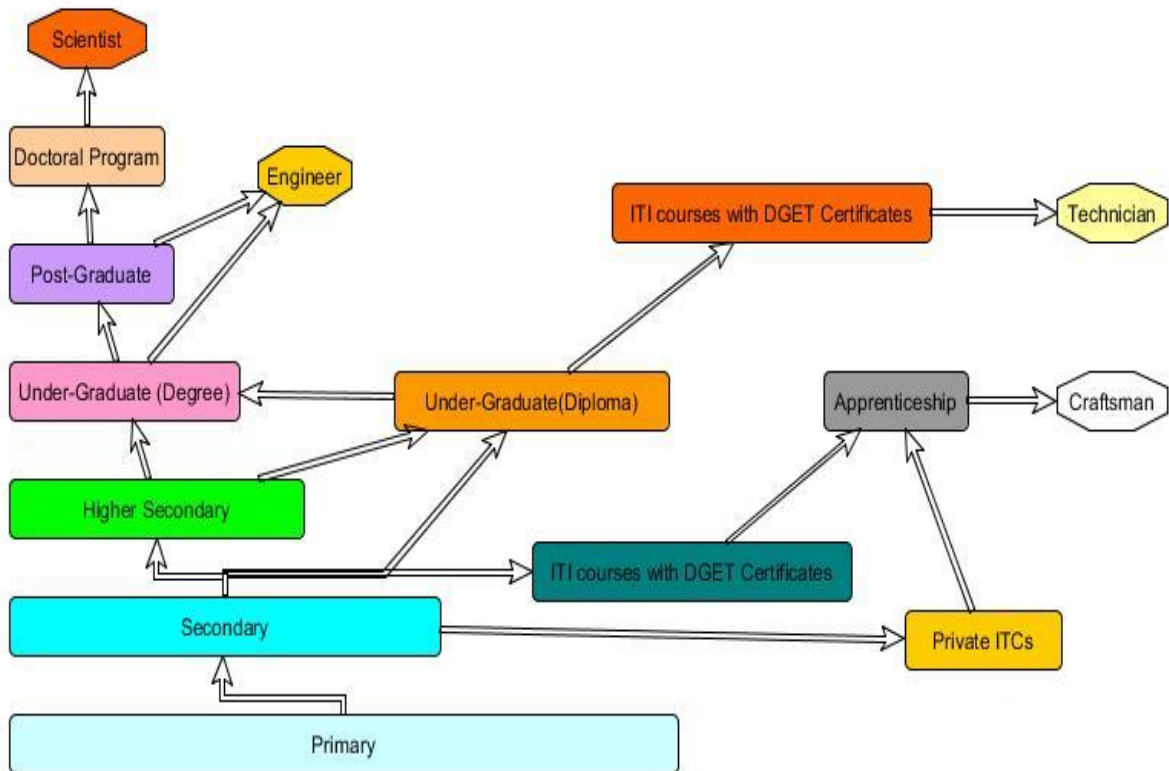 Scientist
Doctoral Program
Engineer
ITI courses with DGET Certificates
Technician
Post-Graduate
Under-Graduate (Degree)
Under-Graduate(Diploma)
Apprenticeship
Craftsman
Higher Secondary
ITI courses with DGET Certificates
Secondary
Private ITCs
Primary